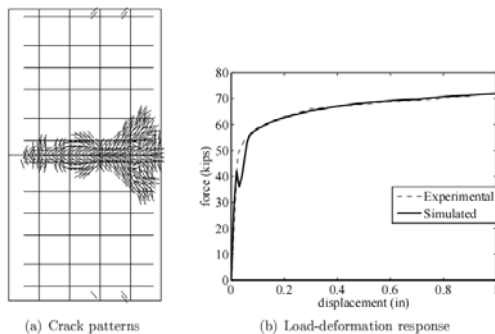 80
70
60
50
40
30
20
10
0
force (kips)
Experimental
Simulated
0 0.2 0.4 0.6 0.8
displacement (in)
(a) Crack patterns
(b) Load-deformation response